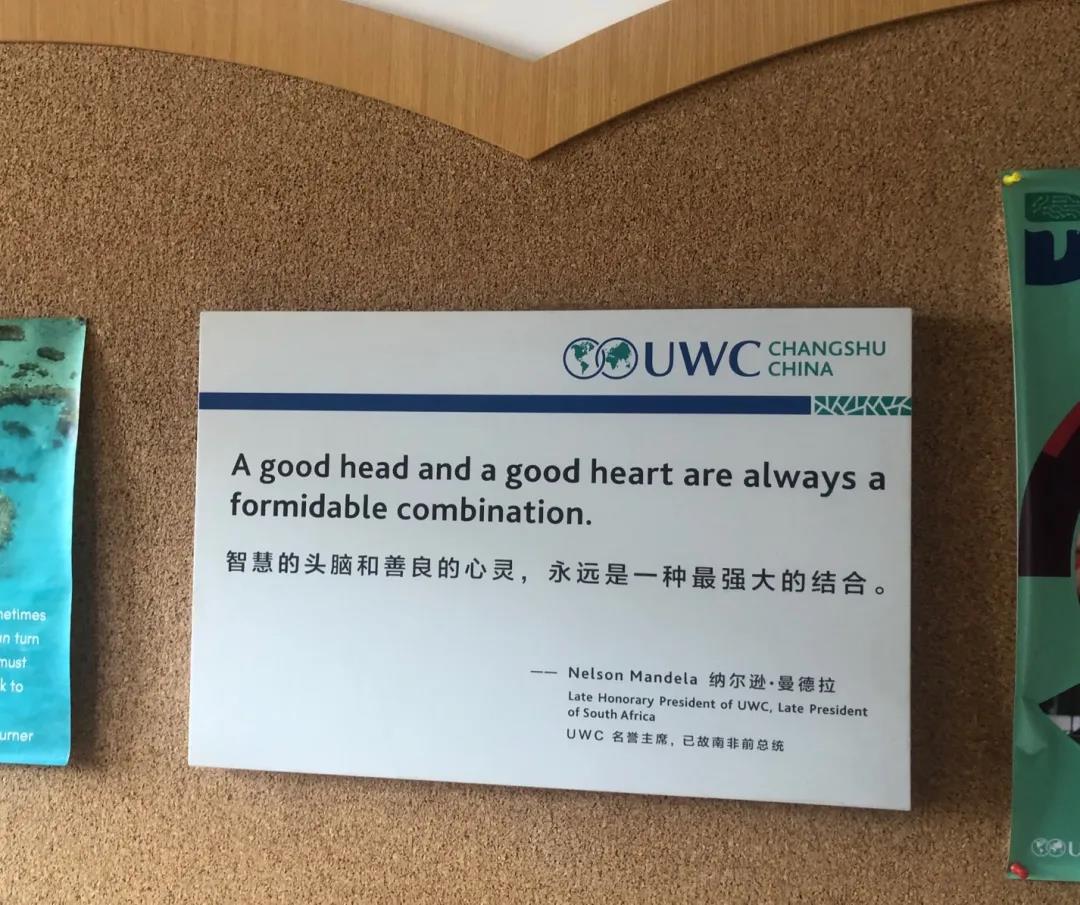 UWC CHANGSHU
CHINA
A good head and a good heart are always a
formidable combination.
智慧的头脑和善良的心灵，永远是一种最强大的结合。
—— Nelson Mandela 纳尔逊·曼德拉
Late Honorary President of UWC, Late President
of South Africa
UWC 名誉主席，已故南非前总统
turn
must
to